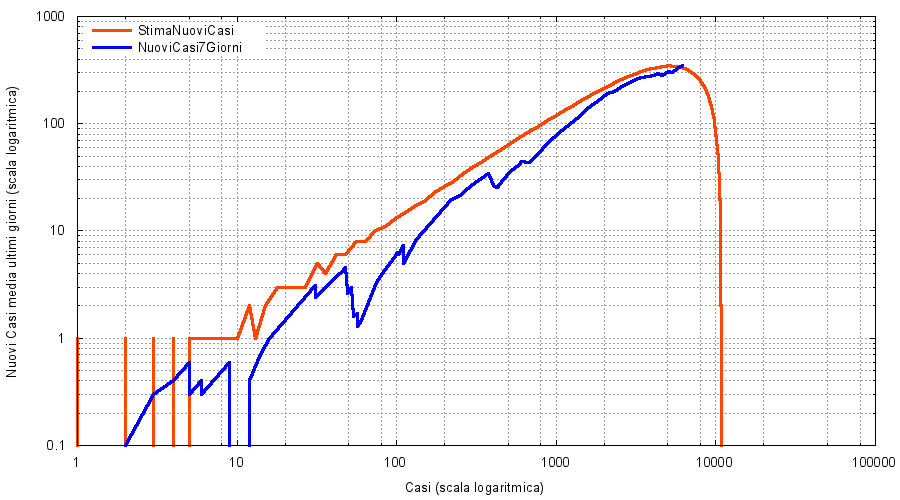 1000
100
10
1
0.1
StimaNuoviCasi
NuoviCasi7Giorni
Nuovi Casi media ultimi giorni (scala logaritmica)
1 10 100 1000 10000 100000
Casi (scala logaritmica)